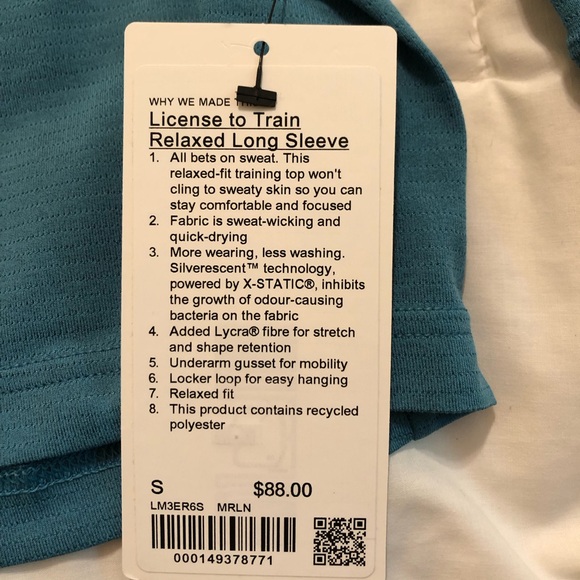 WHY WE MADE
License to Train
Relaxed Long Sleeve
1. All bets on sweat. This
relaxed-fit training top won't
cling to sweaty skin so you can
stay comfortable and focused
2. Fabric is sweat-wicking and
quick-drying
3. More wearing, less washing.
Silverescent™ technology,
powered by X-STATIC®, inhibits
the growth of odour-causing
bacteria on the fabric
4. Added Lycra® fibre for stretch
and shape retention
5. Underarm gusset for mobility
6. Locker loop for easy hanging
7. Relaxed fit
8. This product contains recycled
polyester
S $88.00
LM3ER6S MRLN
000149378771